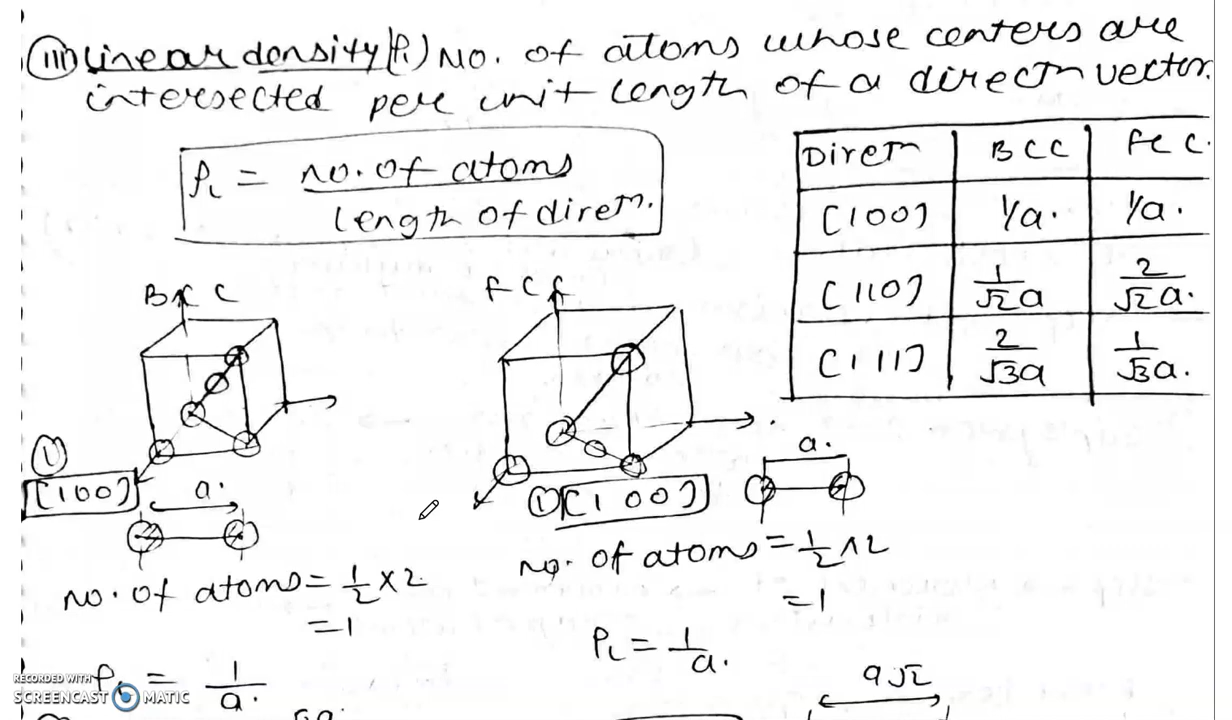 (iii) Linear density (ρL) No. of atoms whose centers are
intersected per unit length of a directn vector.
ρL = no. of atoms
length of diretn.
Diretn BCC FCC.
[100] 1/a. 1/a.
[110] 1/√2a 2/√2a.
[111] 2/√3a 1/√3a.
BCC
FCC
①
[100]
a.
① [100]
a.
no. of atoms = 1/2 × 2
= 1
no. of atoms = 1/2 × 2
= 1
ρL = 1/a.
ρL = 1/a.
a√2
RECORDED WITH
SCREENCAST MATIC